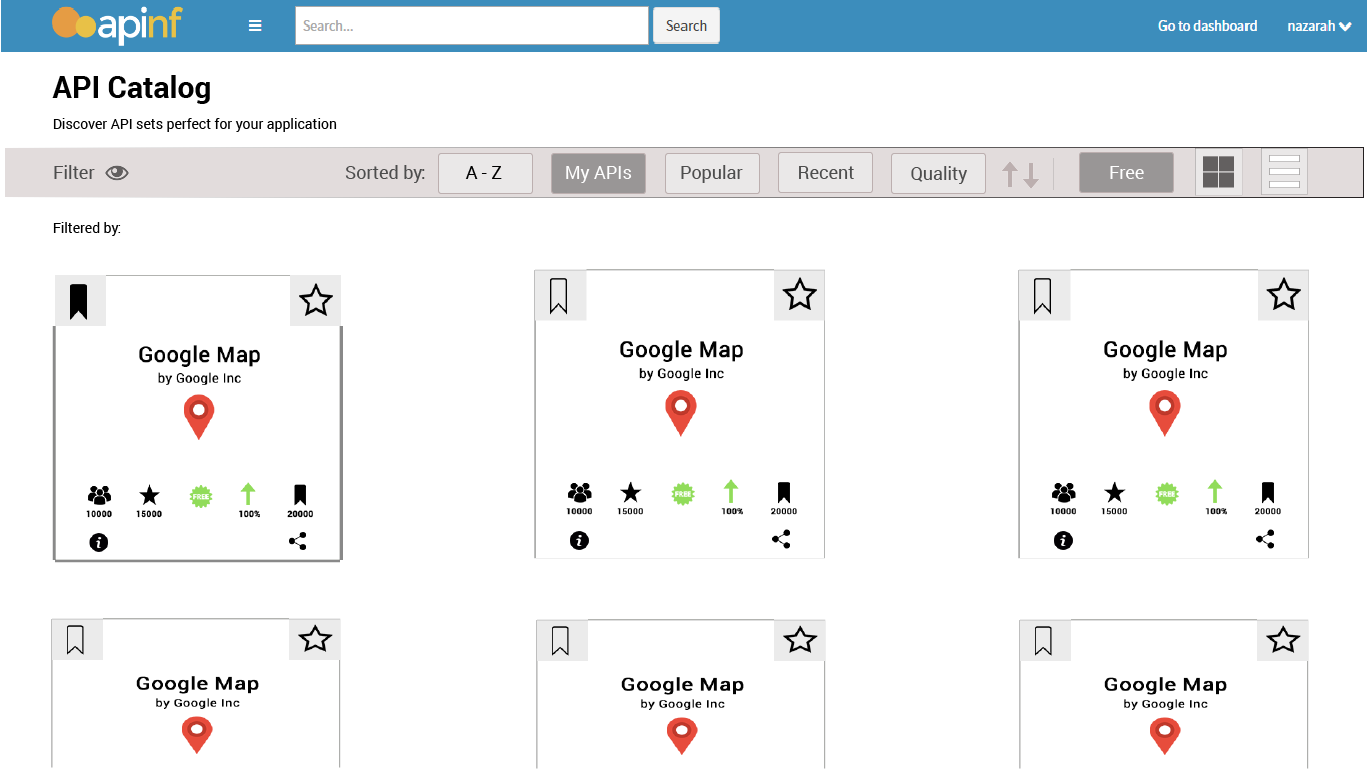 apinf
Search...
Search
Go to dashboard
nazarah
API Catalog
Discover API sets perfect for your application
Filter
Sorted by:
A - Z
My APIs
Popular
Recent
Quality
Free
Filtered by:
Google Map
by Google Inc
FREE
10000
15000
100%
20000
Google Map
by Google Inc
FREE
10000
15000
100%
20000
Google Map
by Google Inc
FREE
10000
15000
100%
20000
Google Map
by Google Inc
Google Map
by Google Inc
Google Map
by Google Inc